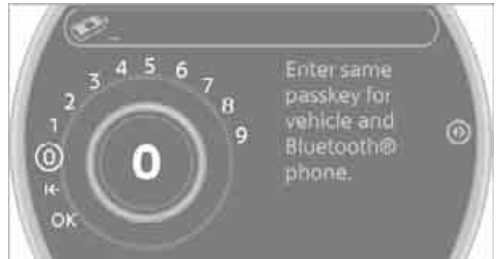 0
1
2
3
4
5
6
7
8
9
OK
0
Enter same
passkey for
vehicle and
Bluetooth®
phone.